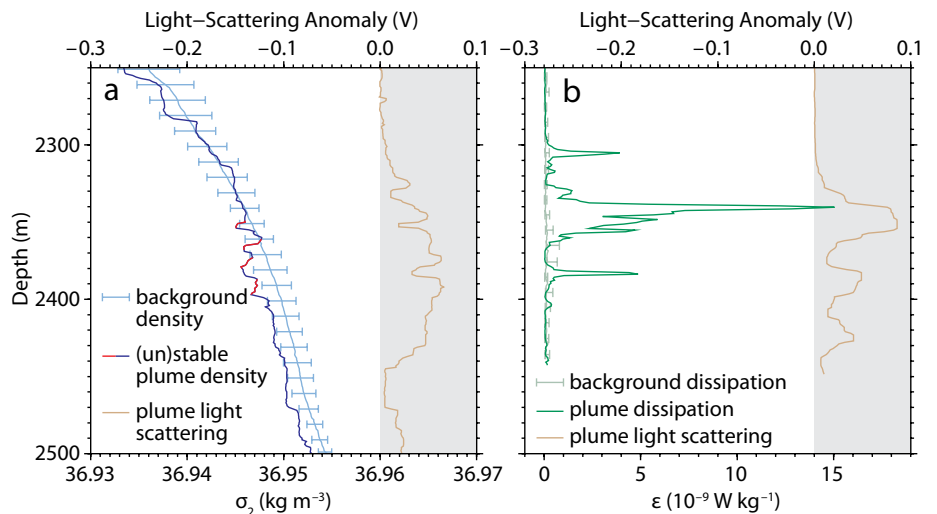 Light−Scattering Anomaly (V)
−0.3 −0.2 −0.1 0.0 0.1
a
Depth (m)
2300
2400
2500
background
density
(un)stable
plume density
plume light
scattering
36.93 36.94 36.95 36.96 36.97
σ₂ (kg m⁻³)
Light−Scattering Anomaly (V)
−0.3 −0.2 −0.1 0.0 0.1
b
background dissipation
plume dissipation
plume light scattering
0 5 10 15
ε (10⁻⁹ W kg⁻¹)